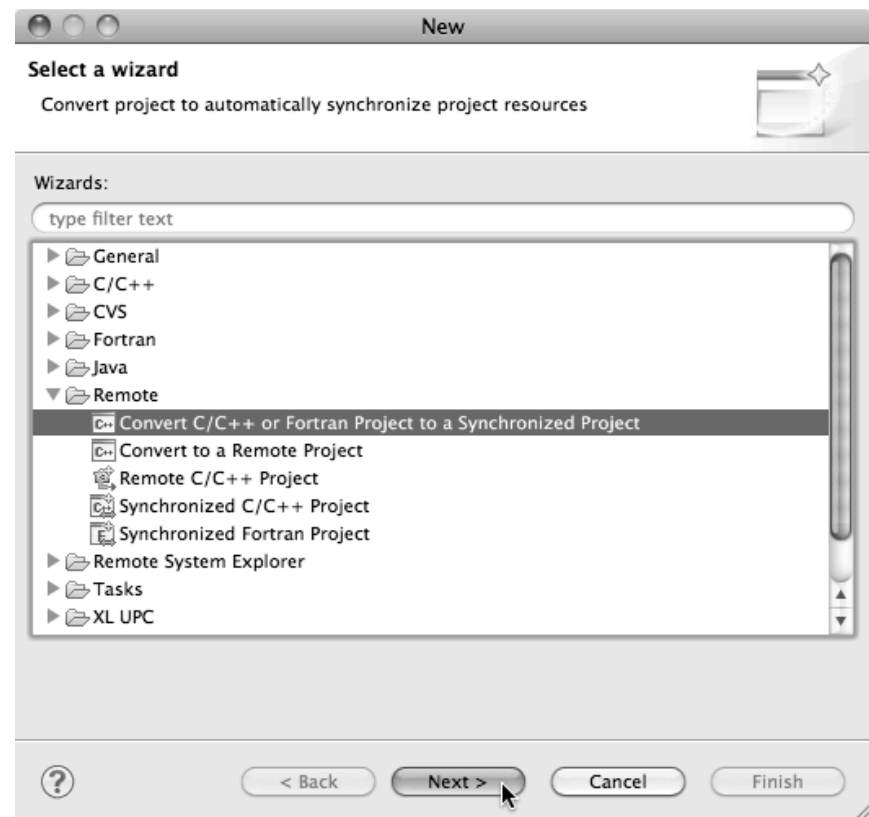 New
Select a wizard
Convert project to automatically synchronize project resources
Wizards:
type filter text
General
C/C++
CVS
Fortran
Java
Remote
C++ Convert C/C++ or Fortran Project to a Synchronized Project
C++ Convert to a Remote Project
Remote C/C++ Project
Synchronized C/C++ Project
Synchronized Fortran Project
Remote System Explorer
Tasks
XL UPC
? < Back Next > Cancel Finish